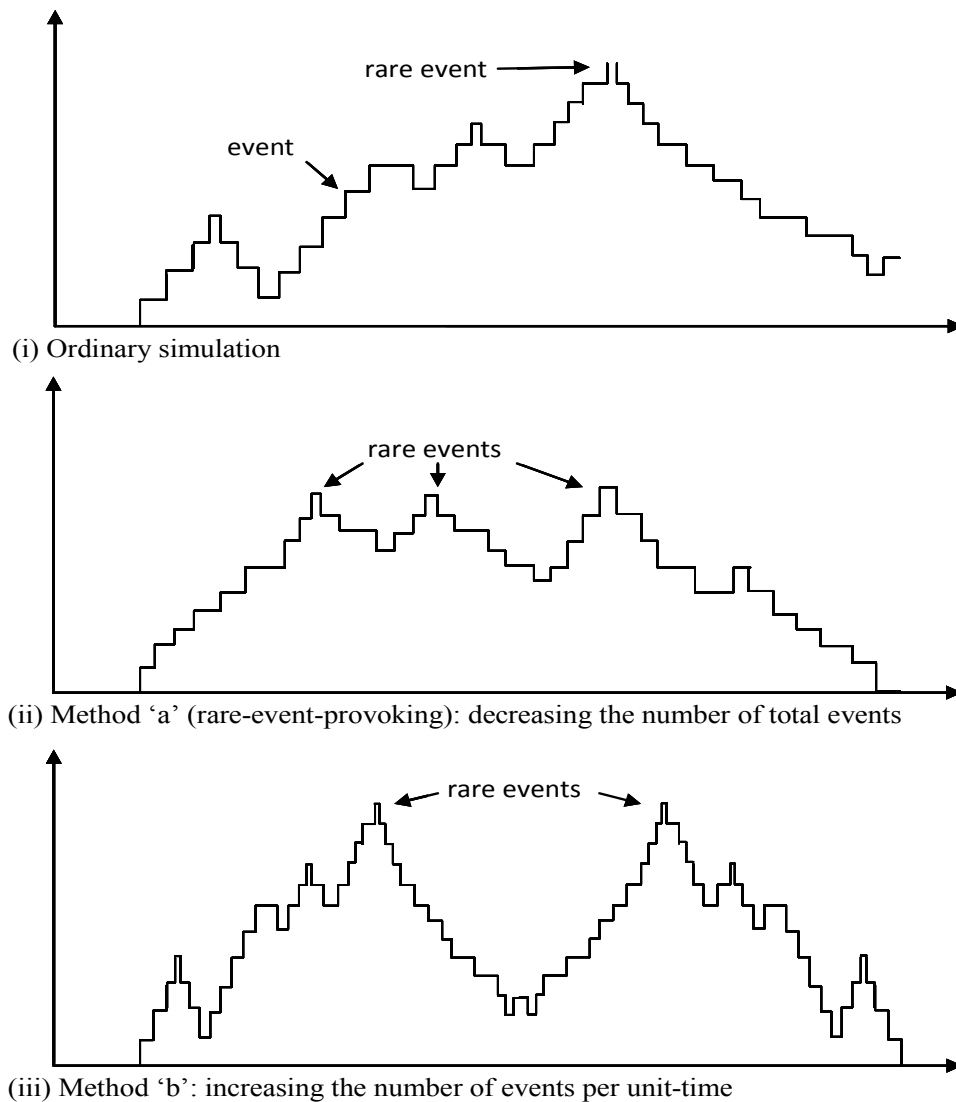 rare event
event
(i) Ordinary simulation
rare events
(ii) Method ‘a’ (rare-event-provoking): decreasing the number of total events
rare events
(iii) Method ‘b’: increasing the number of events per unit-time